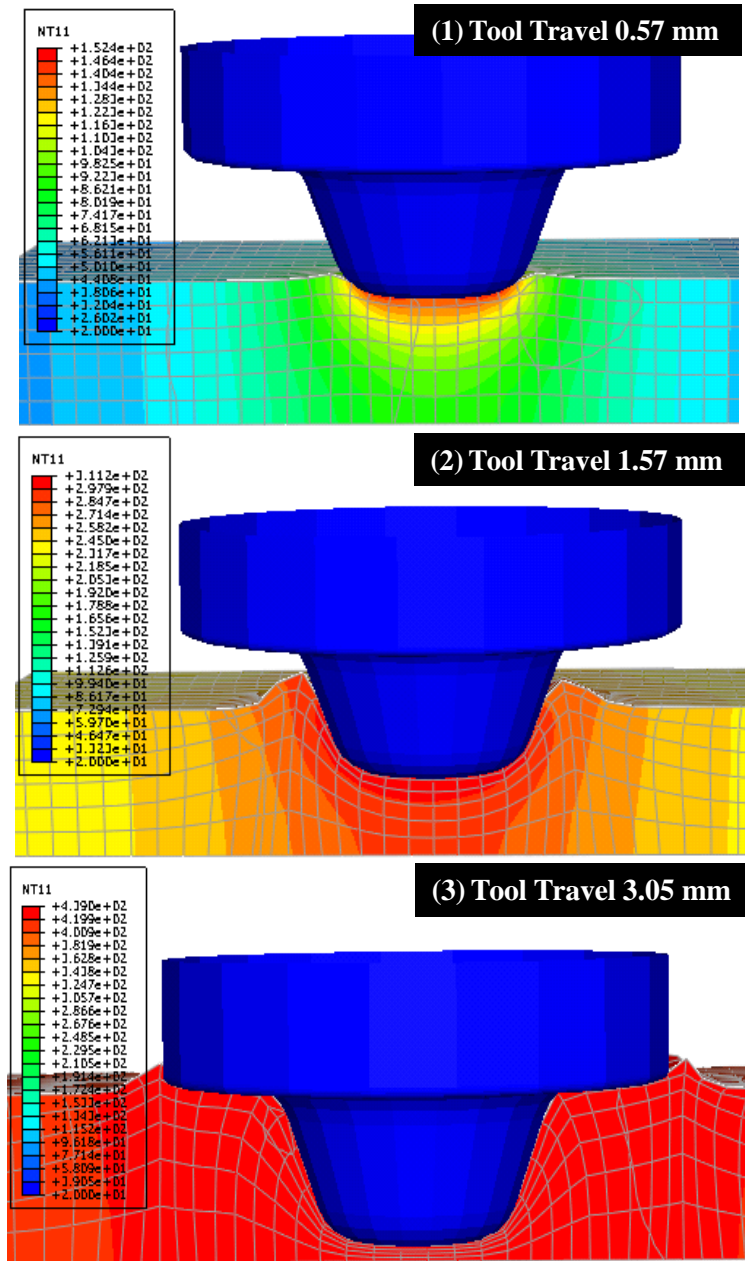 (1) Tool Travel 0.57 mm
NT11
+1.524e+02
+1.464e+02
+1.404e+02
+1.344e+02
+1.283e+02
+1.223e+02
+1.163e+02
+1.103e+02
+1.043e+02
+9.825e+01
+9.223e+01
+8.621e+01
+8.019e+01
+7.417e+01
+6.815e+01
+6.213e+01
+5.611e+01
+5.010e+01
+4.408e+01
+3.806e+01
+3.204e+01
+2.602e+01
+2.000e+01
(2) Tool Travel 1.57 mm
NT11
+3.112e+02
+2.979e+02
+2.847e+02
+2.714e+02
+2.582e+02
+2.450e+02
+2.317e+02
+2.185e+02
+2.053e+02
+1.920e+02
+1.788e+02
+1.656e+02
+1.523e+02
+1.391e+02
+1.259e+02
+1.126e+02
+9.940e+01
+8.617e+01
+7.294e+01
+5.970e+01
+4.647e+01
+3.323e+01
+2.000e+01
(3) Tool Travel 3.05 mm
NT11
+4.390e+02
+4.199e+02
+4.009e+02
+3.819e+02
+3.628e+02
+3.438e+02
+3.247e+02
+3.057e+02
+2.866e+02
+2.676e+02
+2.485e+02
+2.295e+02
+2.105e+02
+1.914e+02
+1.724e+02
+1.533e+02
+1.343e+02
+1.152e+02
+9.618e+01
+7.714e+01
+5.809e+01
+3.905e+01
+2.000e+01